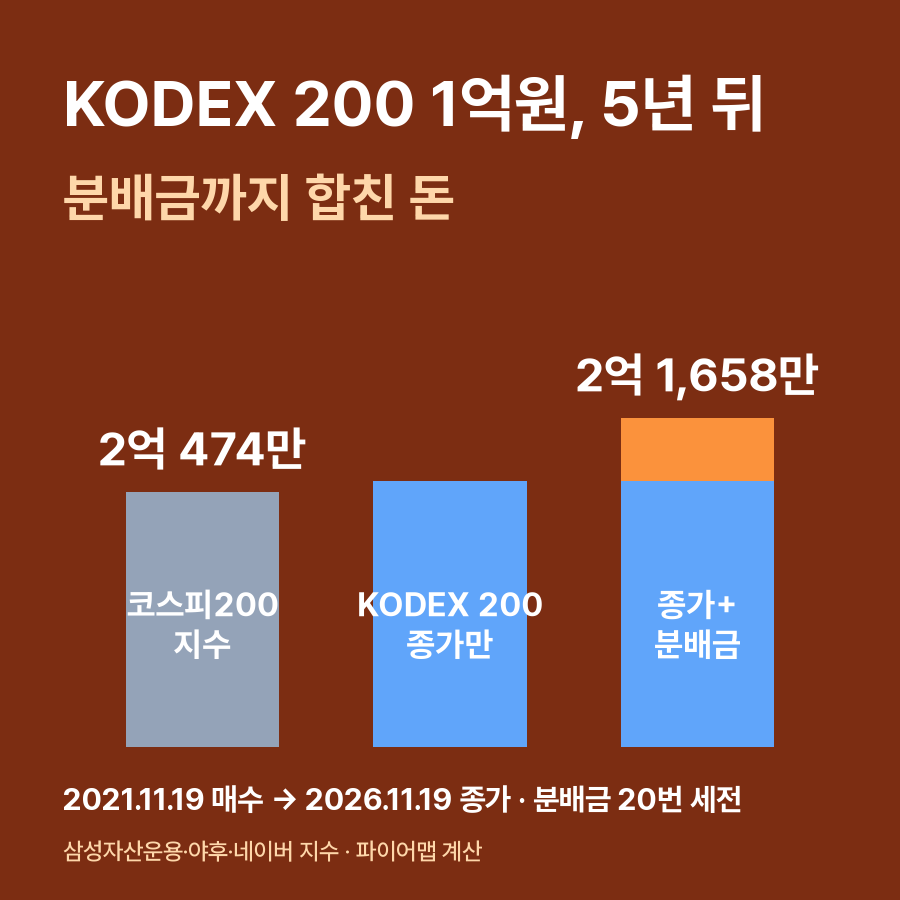 KODEX 200 1억원, 5년 뒤
분배금까지 합친 돈
2억 1,658만
2억 474만
코스피200
지수
KODEX 200
종가만
종가+
분배금
2021.11.19 매수 → 2026.11.19 종가 · 분배금 20번 세전
삼성자산운용·야후·네이버 지수 · 파이어맵 계산